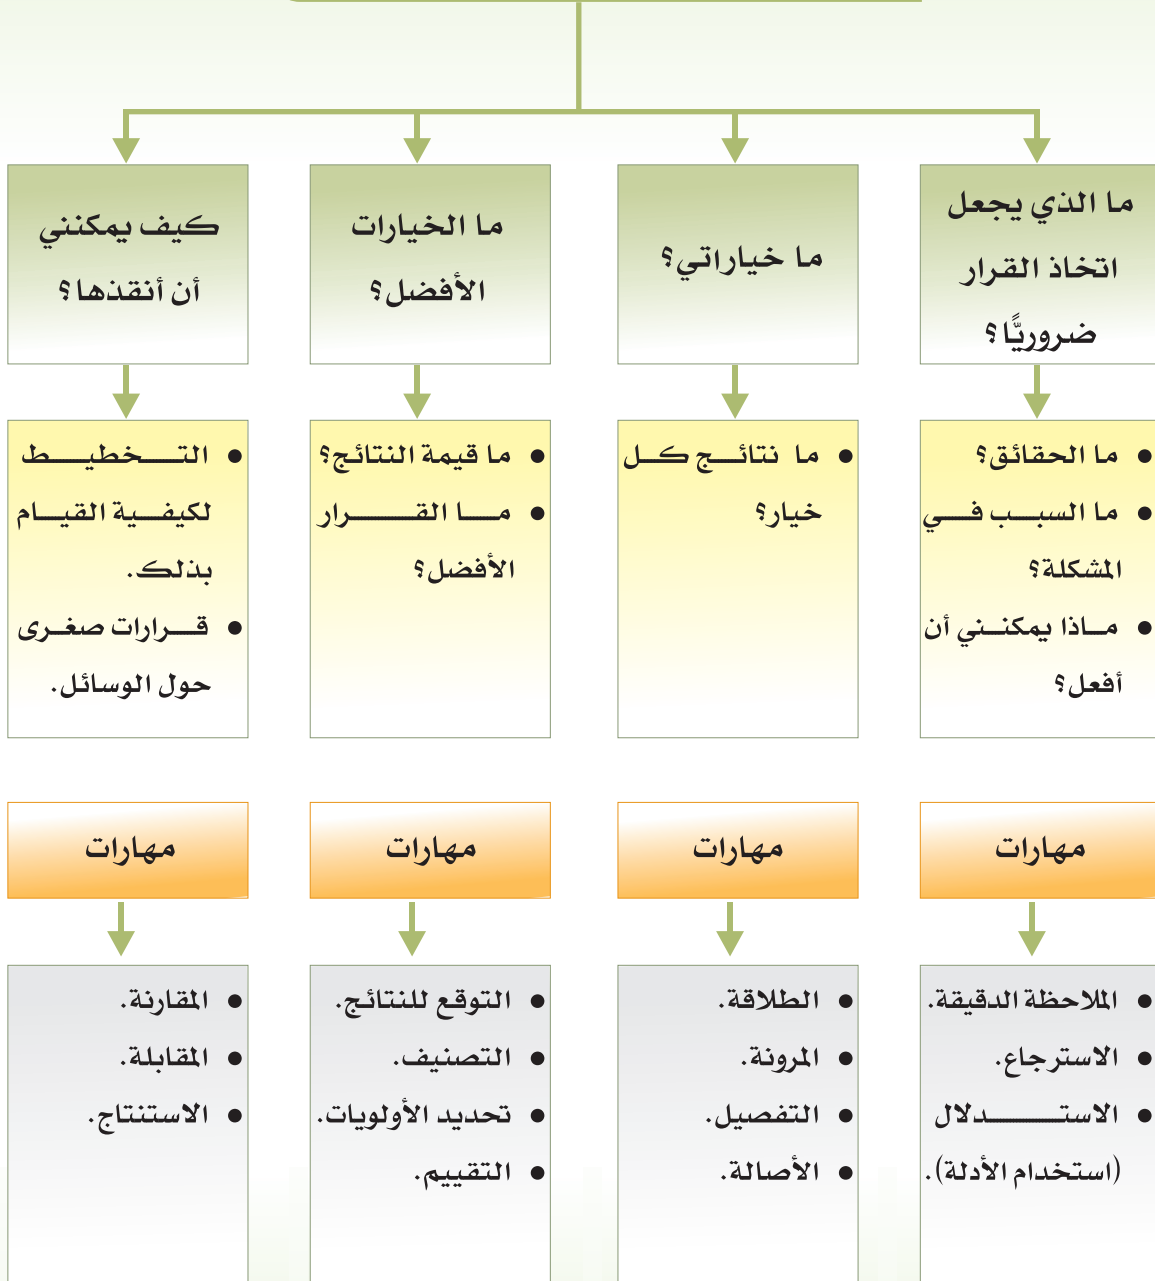 ما الذي يجعل
اتخاذ القرار
ضروريًّا؟
ما خياراتي؟
ما الخيارات
الأفضل؟
كيف يمكنني
أن أنقذها؟
● ما الحقائق؟
● ما السبب في
المشكلة؟
● ماذا يمكنني أن
أفعل؟
● ما نتائج كل
خيار؟
● ما قيمة النتائج؟
● ما القرار
الأفضل؟
● التخطيط
لكيفية القيام
بذلك.
● قرارات صغرى
حول الوسائل.
مهارات
مهارات
مهارات
مهارات
● الملاحظة الدقيقة.
● الاسترجاع.
● الاستدلال
(استخدام الأدلة).
● الطلاقة.
● المرونة.
● التفصيل.
● الأصالة.
● التوقع للنتائج.
● التصنيف.
● تحديد الأولويات.
● التقييم.
● المقارنة.
● المقابلة.
● الاستنتاج.